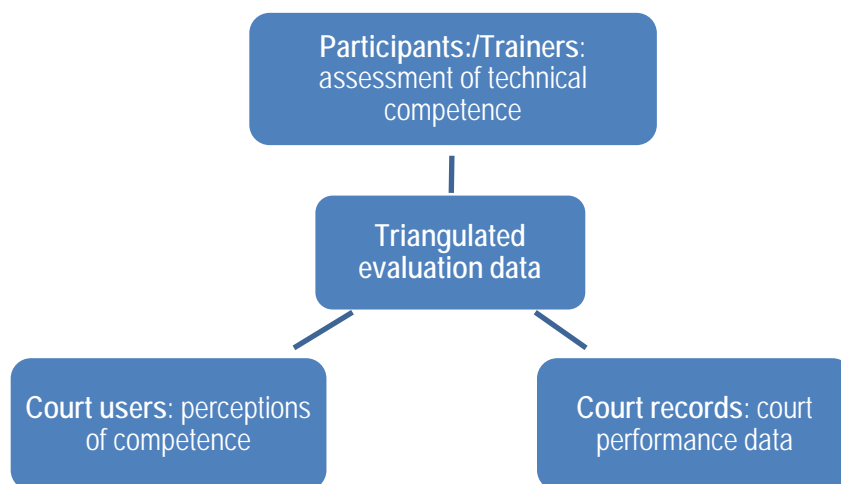 Participants:/Trainers:
assessment of technical
competence
Triangulated
evaluation data
Court users: perceptions
of competence
Court records: court
performance data